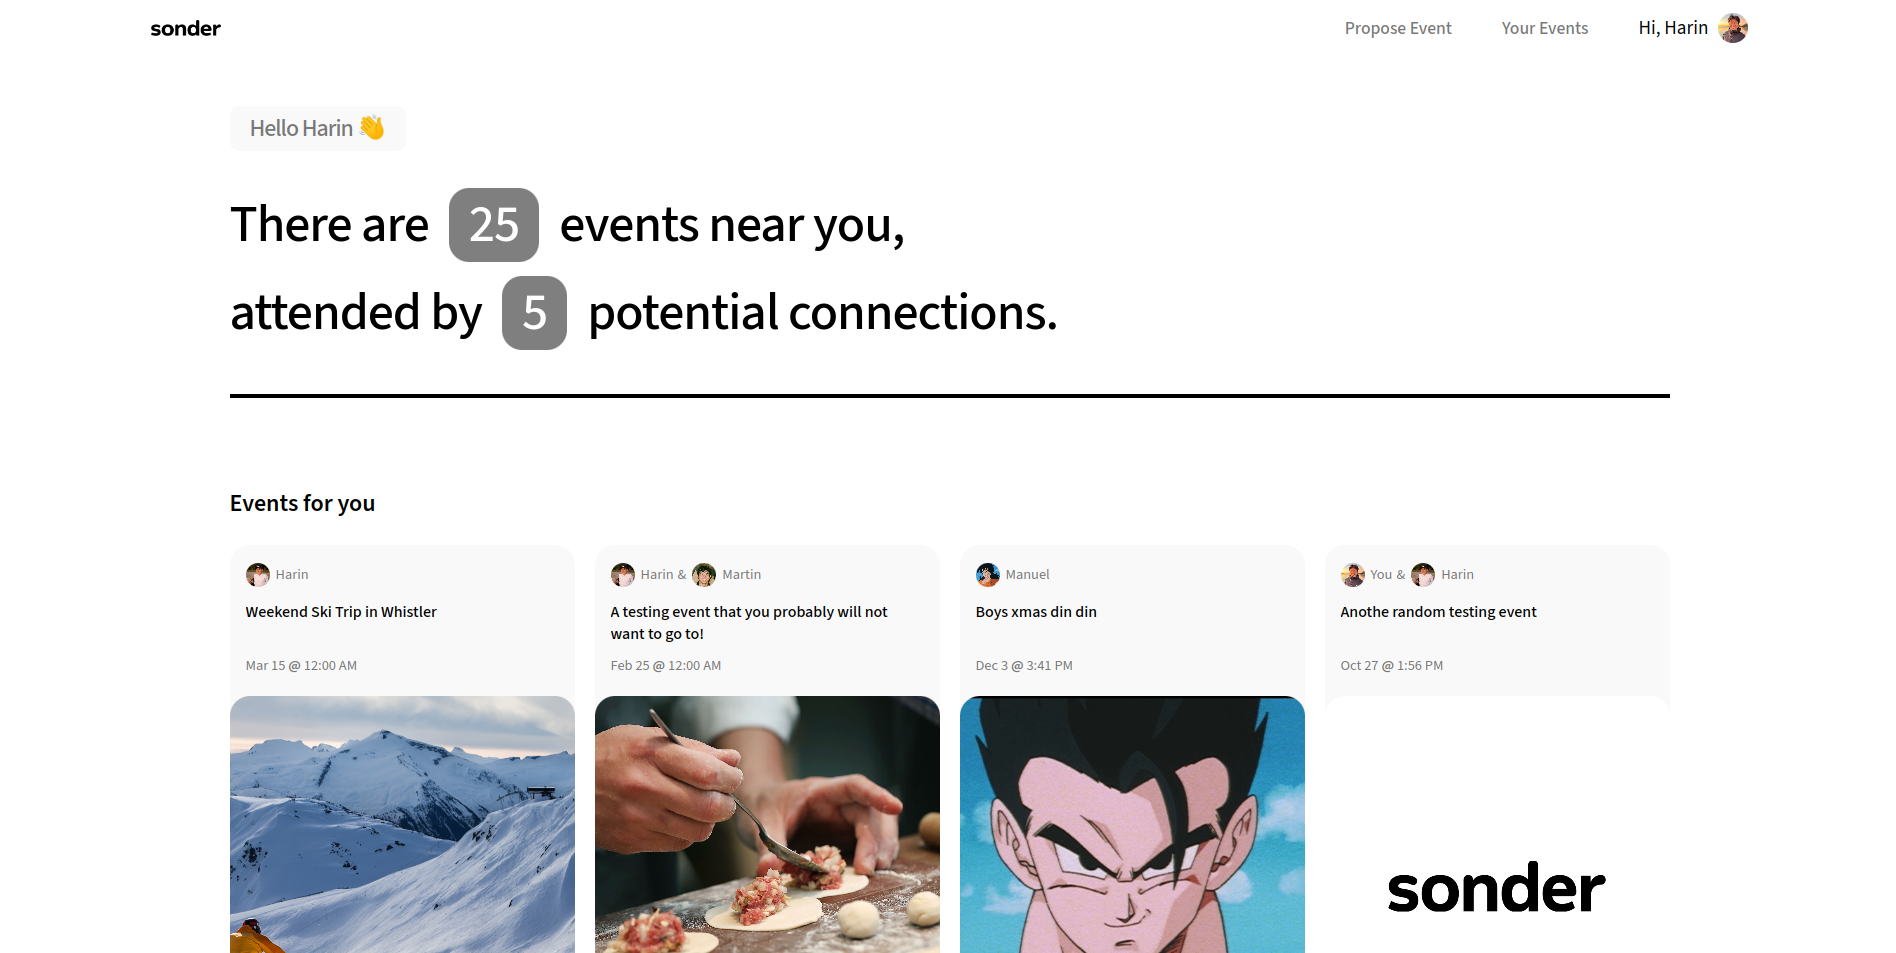 sonder
Propose Event
Your Events
Hi, Harin
Hello Harin 👋
There are 25 events near you,
attended by 5 potential connections.
Events for you
Harin
Weekend Ski Trip in Whistler
Mar 15 @ 12:00 AM
Harin & Martin
A testing event that you probably will not
want to go to!
Feb 25 @ 12:00 AM
Manuel
Boys xmas din din
Dec 3 @ 3:41 PM
You & Harin
Anothe random testing event
Oct 27 @ 1:56 PM
sonder